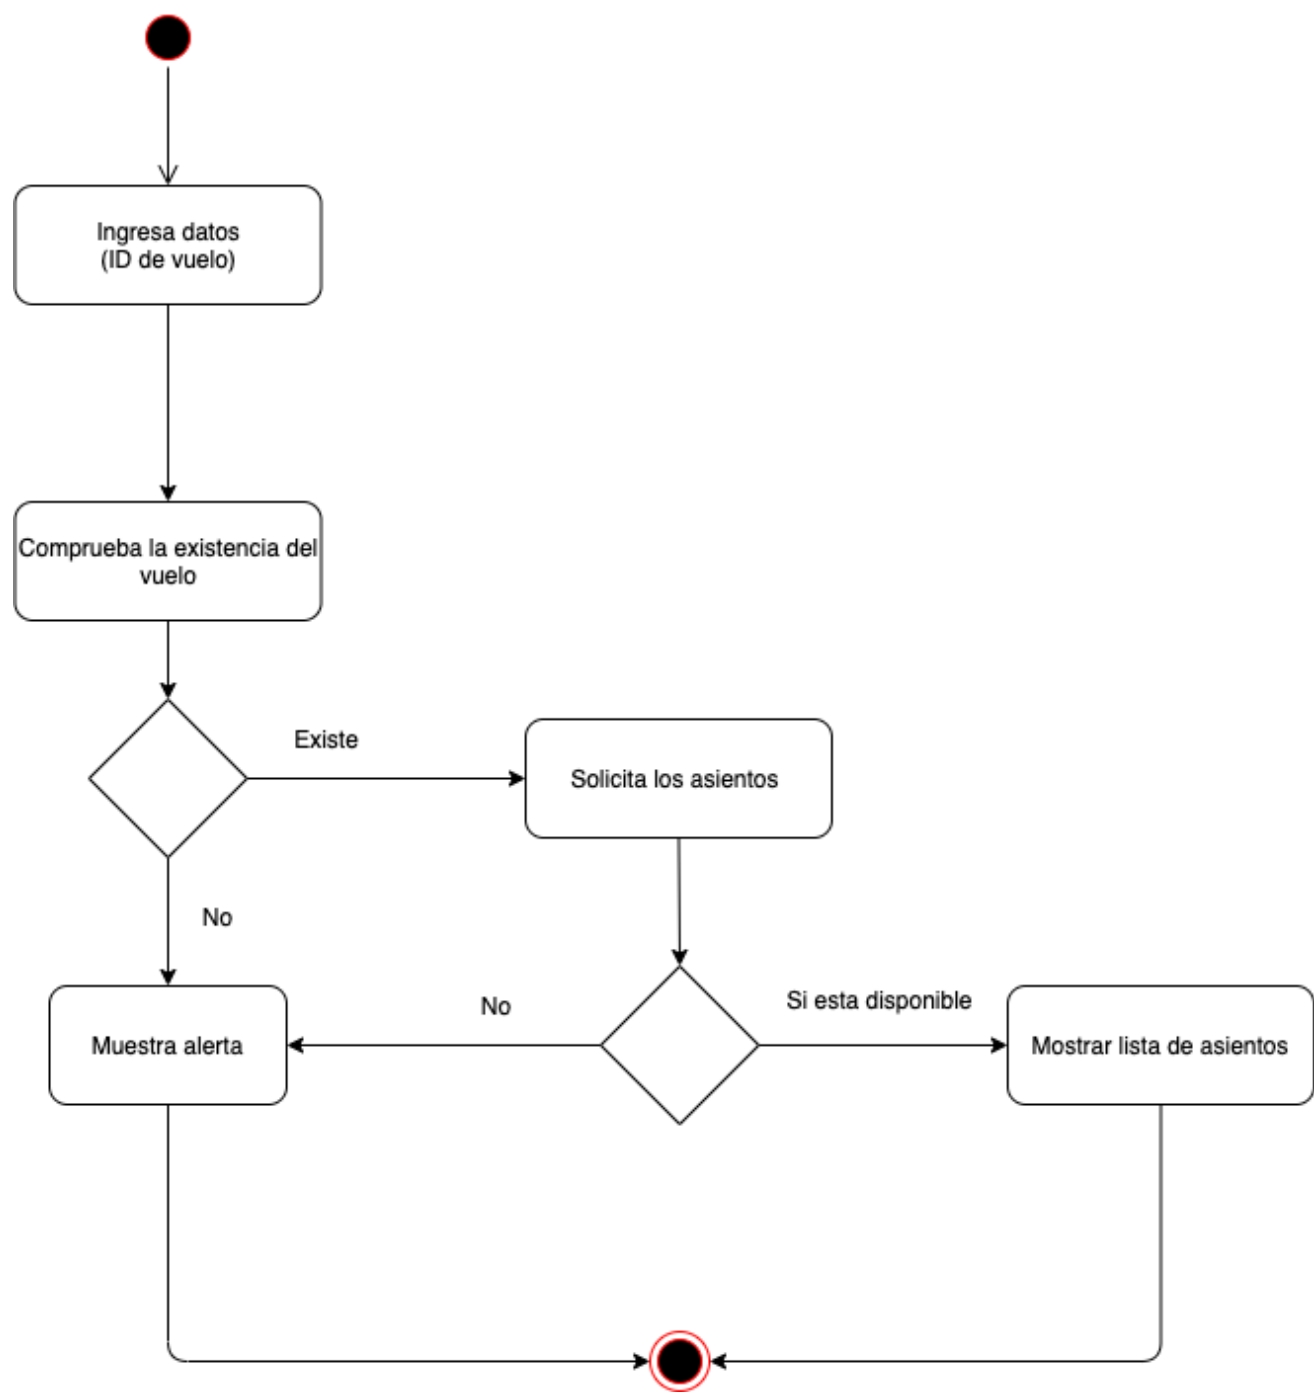 Ingresa datos
(ID de vuelo)
Comprueba la existencia del
vuelo
Existe
Solicita los asientos
No
No
Si esta disponible
Muestra alerta
Mostrar lista de asientos